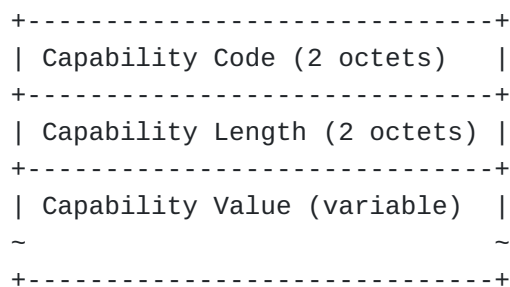 +------------------------------+
| Capability Code (2 octets)   |
+------------------------------+
| Capability Length (2 octets) |
+------------------------------+
| Capability Value (variable)  |
~                              ~
+------------------------------+